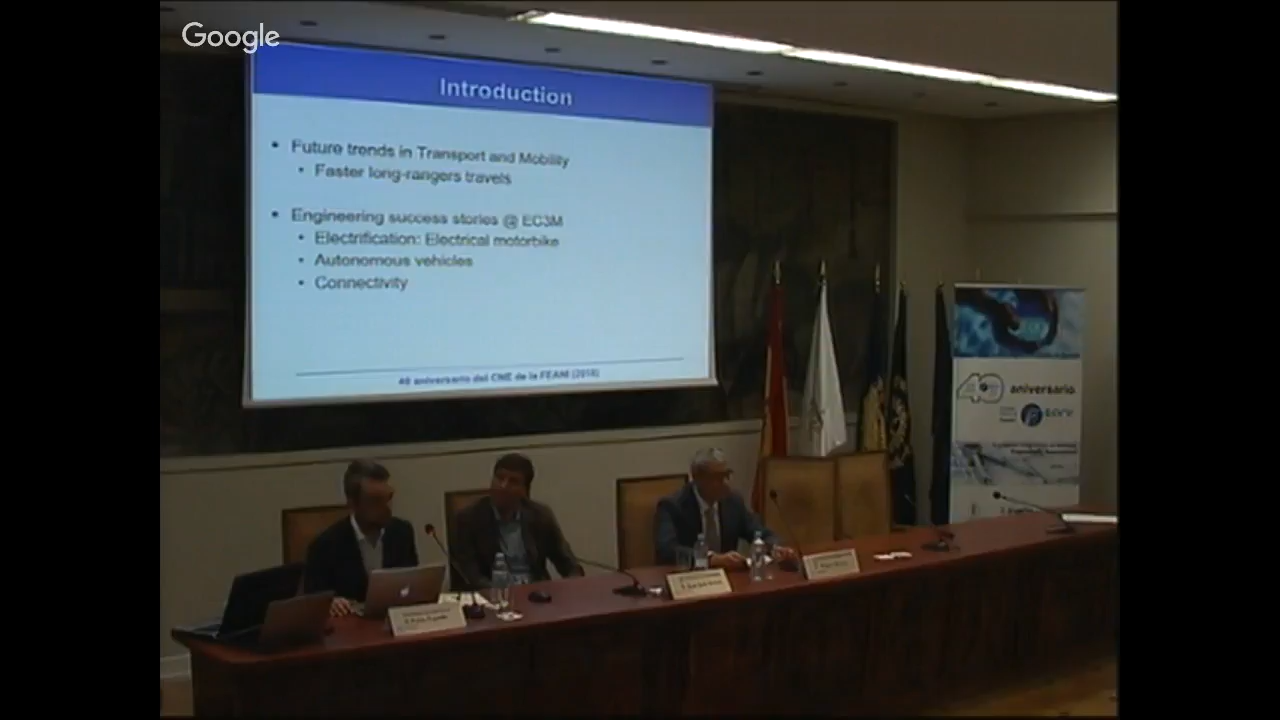 Google
Introduction
• Future trends in Transport and Mobility
• Faster long-rangers travels
• Engineering success stories @ EC3M
• Electrification: Electrical motorbike
• Autonomous vehicles
• Connectivity
40 aniversario del CNE de la FEANI (2018)
40 aniversario